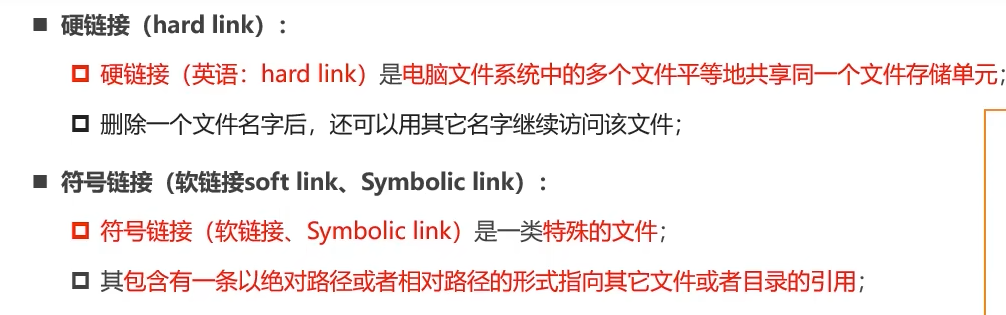 硬链接（hard link）：
硬链接（英语：hard link）是电脑文件系统中的多个文件平等地共享同一个文件存储单元；
删除一个文件名字后，还可以用其它名字继续访问该文件；
符号链接（软链接soft link、Symbolic link）：
符号链接（软链接、Symbolic link）是一类特殊的文件；
其包含有一条以绝对路径或者相对路径的形式指向其它文件或者目录的引用；